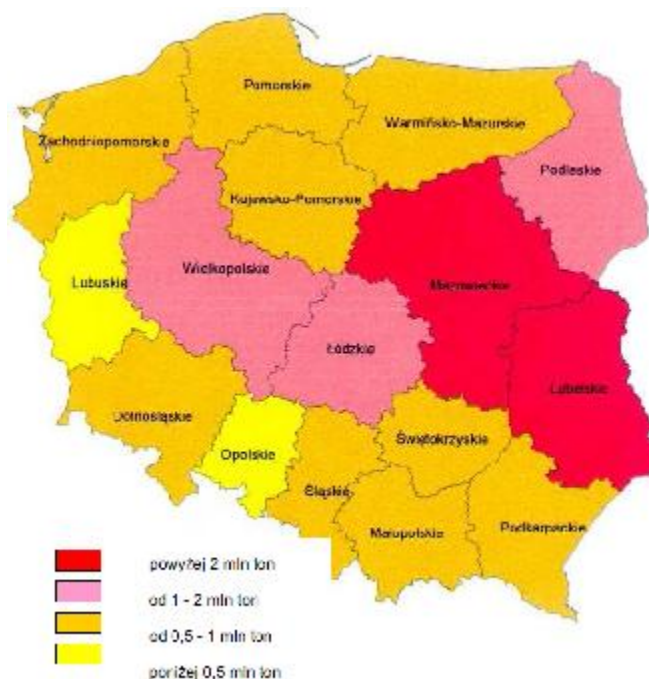 Pomorskie
Warmińsko-Mazurskie
Zachodniopomorskie
Podlaskie
Kujawsko-Pomorskie
Wielkopolskie
Lubuskie
Mazowieckie
Łódzkie
Lubelskie
Dolnośląskie
Świętokrzyskie
Opolskie
Śląskie
Podkarpackie
Małopolskie
powyżej 2 mln ton
od 1 - 2 mln ton
od 0,5 - 1 mln ton
poniżej 0,5 mln ton